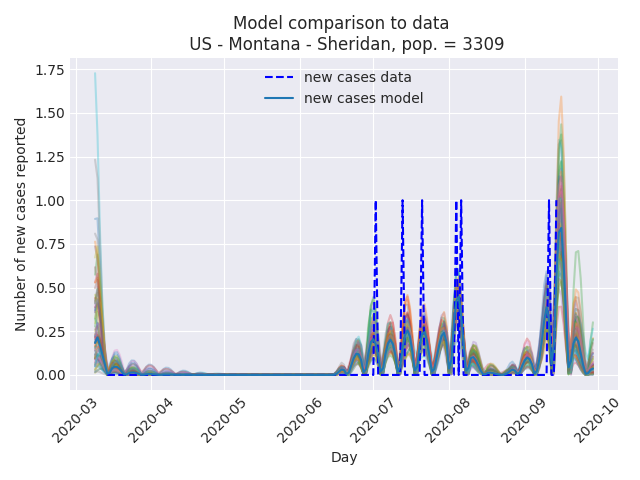 Model comparison to data
US - Montana - Sheridan, pop. = 3309
new cases data
new cases model
Number of new cases reported
1.75
1.50
1.25
1.00
0.75
0.50
0.25
0.00
2020-03
2020-04
2020-05
2020-06
2020-07
2020-08
2020-09
2020-10
Day